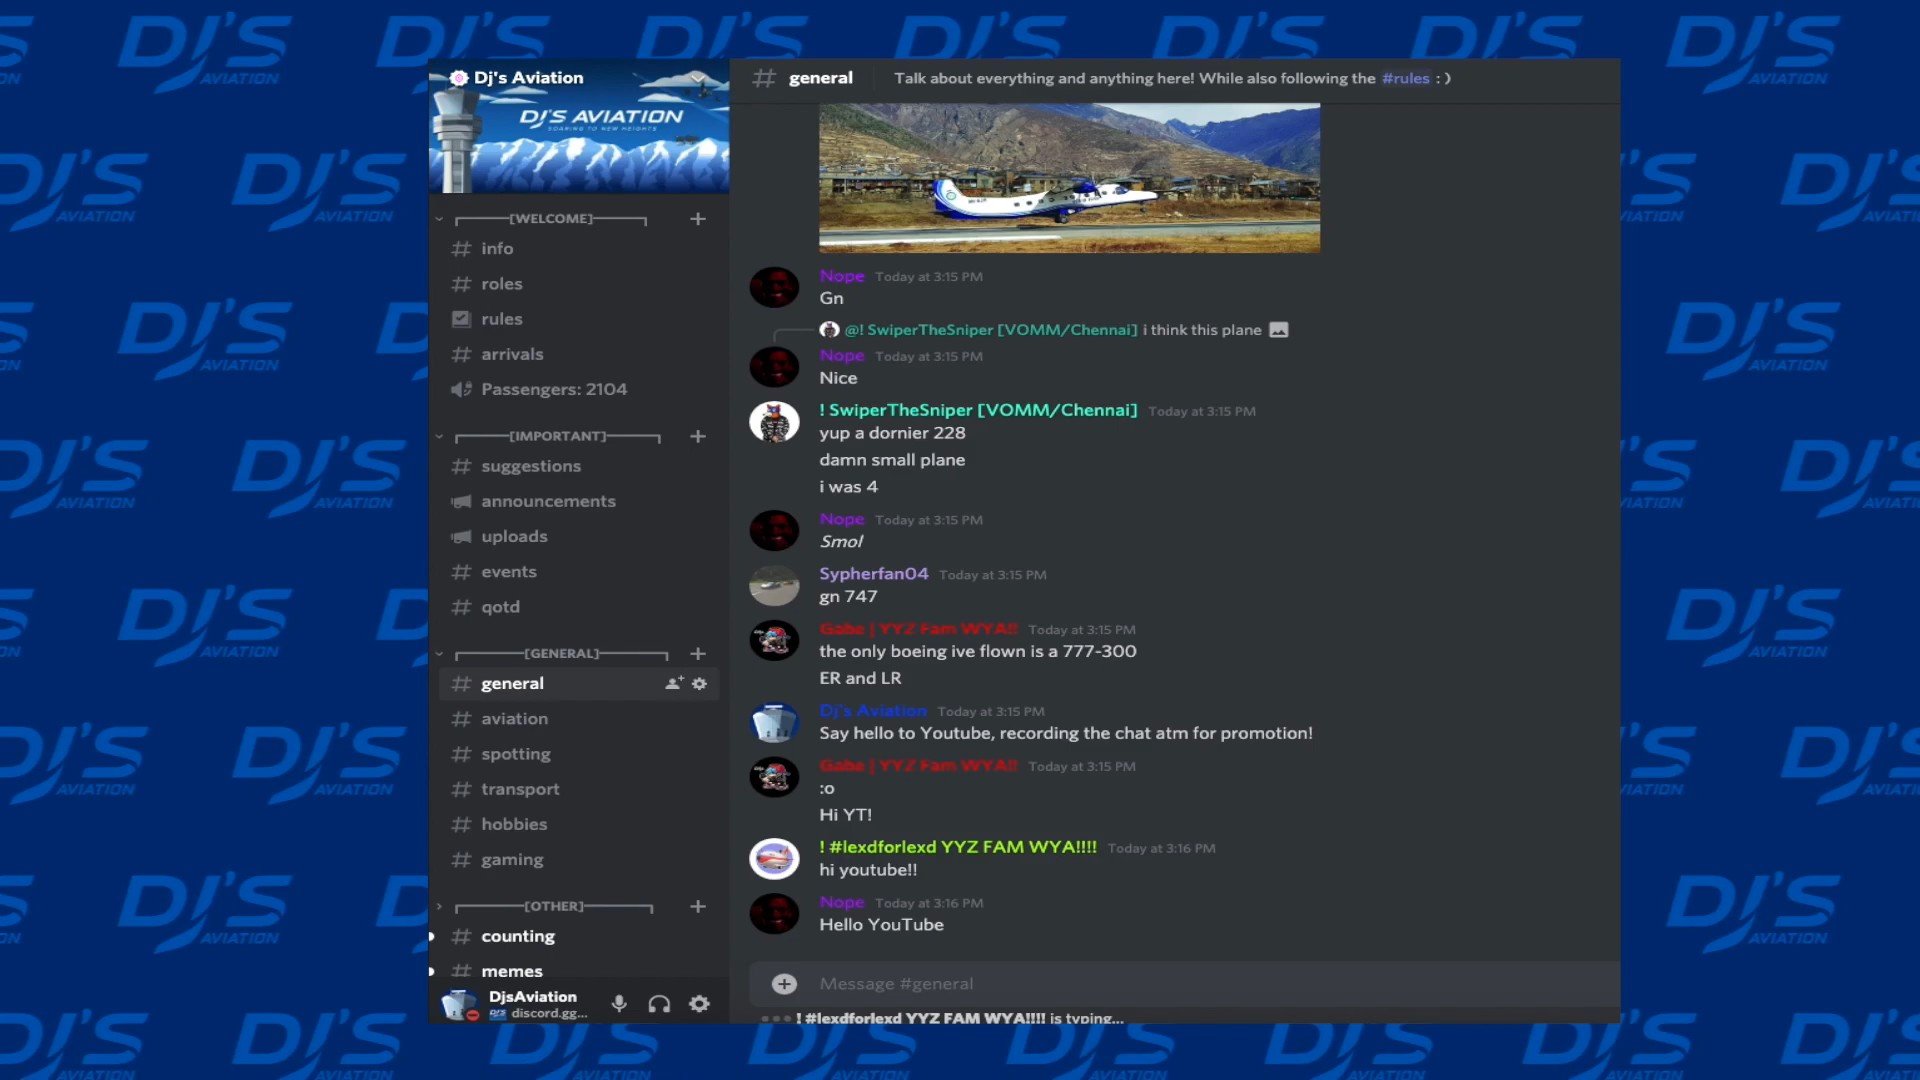 Dj's Aviation
DJ'S AVIATION
SOARING TO NEW HEIGHTS
[WELCOME]
info
roles
rules
arrivals
Passengers: 2104
[IMPORTANT]
suggestions
announcements
uploads
events
qotd
[GENERAL]
general
aviation
spotting
transport
hobbies
gaming
[OTHER]
counting
memes
DjsAviation
discord.gg...
# general
Talk about everything and anything here! While also following the #rules : )
Nope Today at 3:15 PM
Gn
@! SwiperTheSniper [VOMM/Chennai] i think this plane
Nope Today at 3:15 PM
Nice
! SwiperTheSniper [VOMM/Chennai] Today at 3:15 PM
yup a dornier 228
damn small plane
i was 4
Nope Today at 3:15 PM
Smol
Sypherfan04 Today at 3:15 PM
gn 747
Gabe | YYZ Fam WYA!! Today at 3:15 PM
the only boeing ive flown is a 777-300
ER and LR
Dj's Aviation Today at 3:15 PM
Say hello to Youtube, recording the chat atm for promotion!
Gabe | YYZ Fam WYA!! Today at 3:15 PM
:o
Hi YT!
! #lexdforlexd YYZ FAM WYA!!!! Today at 3:16 PM
hi youtube!!
Nope Today at 3:16 PM
Hello YouTube
Message #general
! #lexdforlexd YYZ FAM WYA!!!! is typing...
DJ'S AVIATION